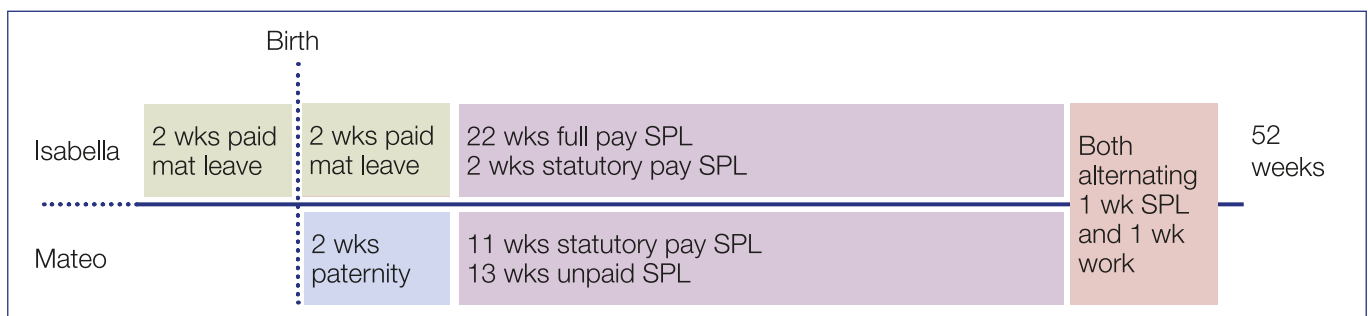 Birth
Isabella
2 wks paid
mat leave
2 wks paid
mat leave
22 wks full pay SPL
2 wks statutory pay SPL
Both
alternating
1 wk SPL
and 1 wk
work
52
weeks
Mateo
2 wks
paternity
11 wks statutory pay SPL
13 wks unpaid SPL